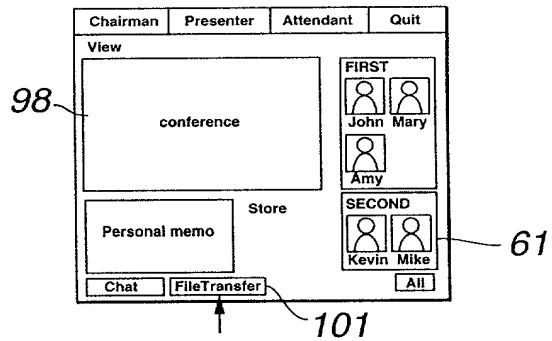 Chairman Presenter Attendant Quit
View
98
conference
FIRST
John Mary
Amy
Personal memo
Store
SECOND
Kevin Mike
61
Chat FileTransfer All
101